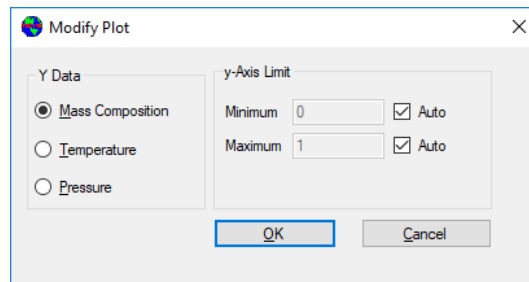 Modify Plot
Y Data
Mass Composition
Temperature
Pressure
y-Axis Limit
Minimum 0 Auto
Maximum 1 Auto
OK Cancel